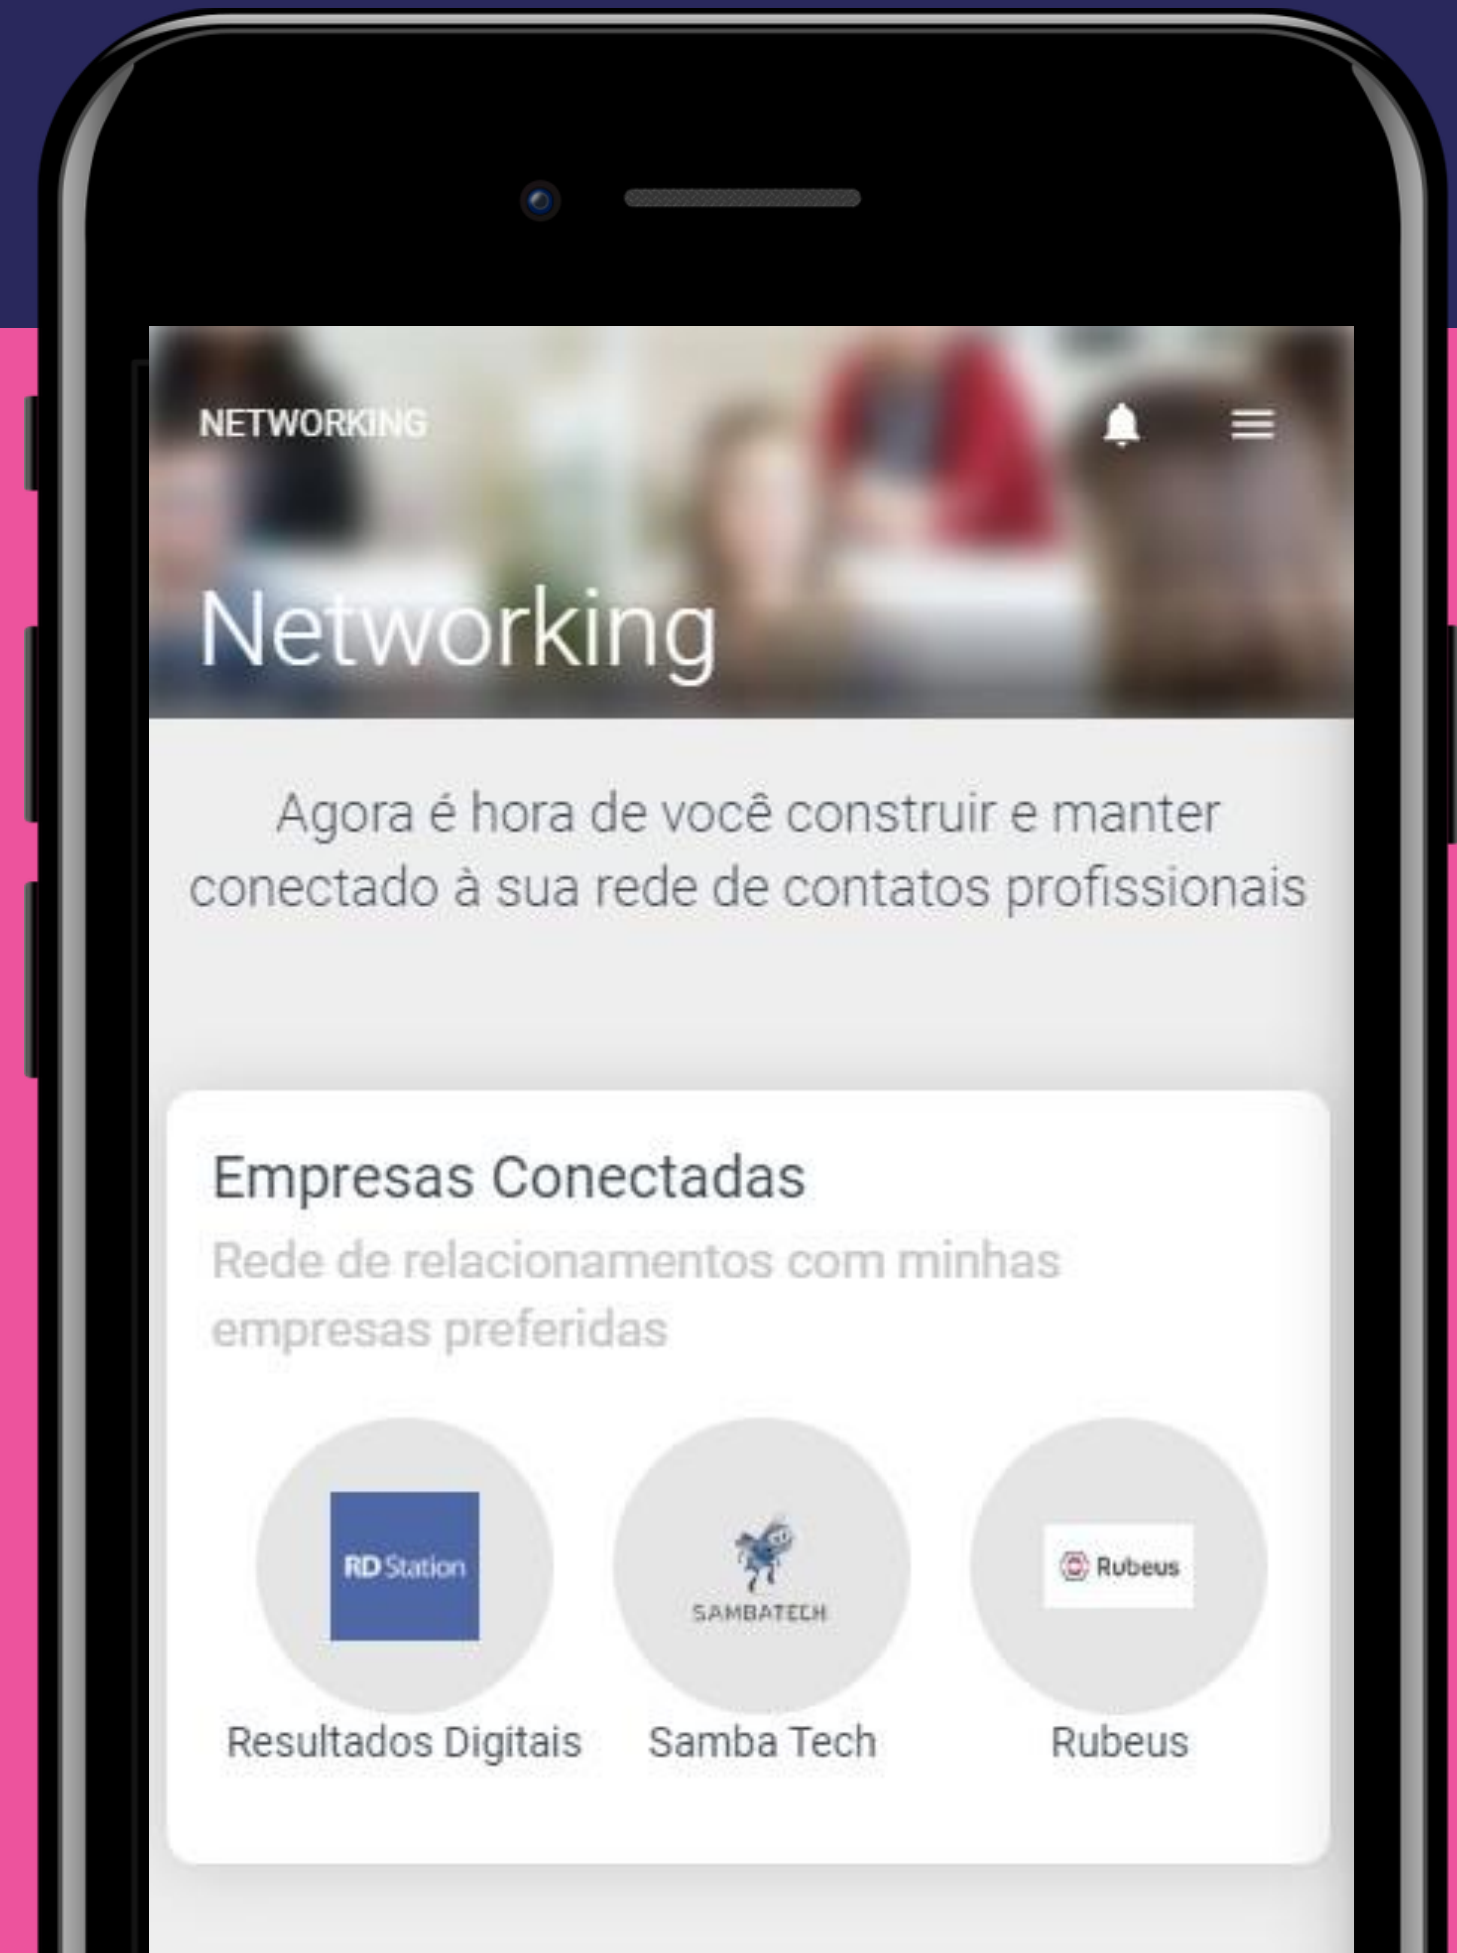 NETWORKING
Networking
Agora é hora de você construir e manter
conectado à sua rede de contatos profissionais
Empresas Conectadas
Rede de relacionamentos com minhas
empresas preferidas
RD Station
SAMBATECH
Rubeus
Resultados Digitais
Samba Tech
Rubeus